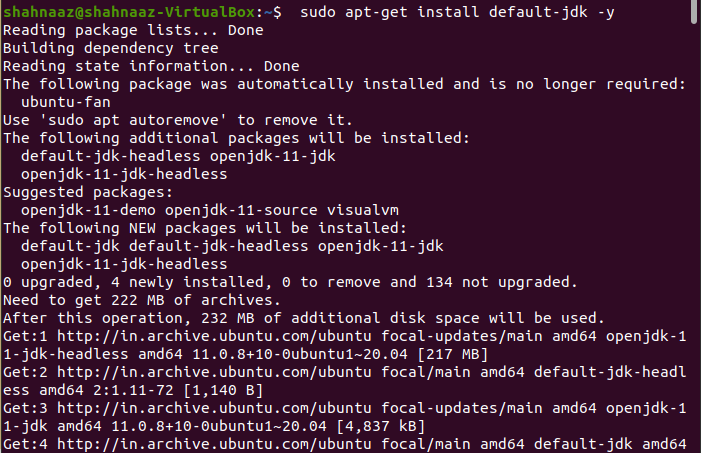 shahnaaz@shahnaaz-VirtualBox:~$  sudo apt-get install default-jdk -y
Reading package lists... Done
Building dependency tree
Reading state information... Done
The following package was automatically installed and is no longer required:
  ubuntu-fan
Use 'sudo apt autoremove' to remove it.
The following additional packages will be installed:
  default-jdk-headless openjdk-11-jdk
  openjdk-11-jdk-headless
Suggested packages:
  openjdk-11-demo openjdk-11-source visualvm
The following NEW packages will be installed:
  default-jdk default-jdk-headless openjdk-11-jdk
  openjdk-11-jdk-headless
0 upgraded, 4 newly installed, 0 to remove and 134 not upgraded.
Need to get 222 MB of archives.
After this operation, 232 MB of additional disk space will be used.
Get:1 http://in.archive.ubuntu.com/ubuntu focal-updates/main amd64 openjdk-1
1-jdk-headless amd64 11.0.8+10-0ubuntu1~20.04 [217 MB]
Get:2 http://in.archive.ubuntu.com/ubuntu focal/main amd64 default-jdk-headl
ess amd64 2:1.11-72 [1,140 B]
Get:3 http://in.archive.ubuntu.com/ubuntu focal-updates/main amd64 openjdk-1
1-jdk amd64 11.0.8+10-0ubuntu1~20.04 [4,837 kB]
Get:4 http://in.archive.ubuntu.com/ubuntu focal/main amd64 default-jdk amd64